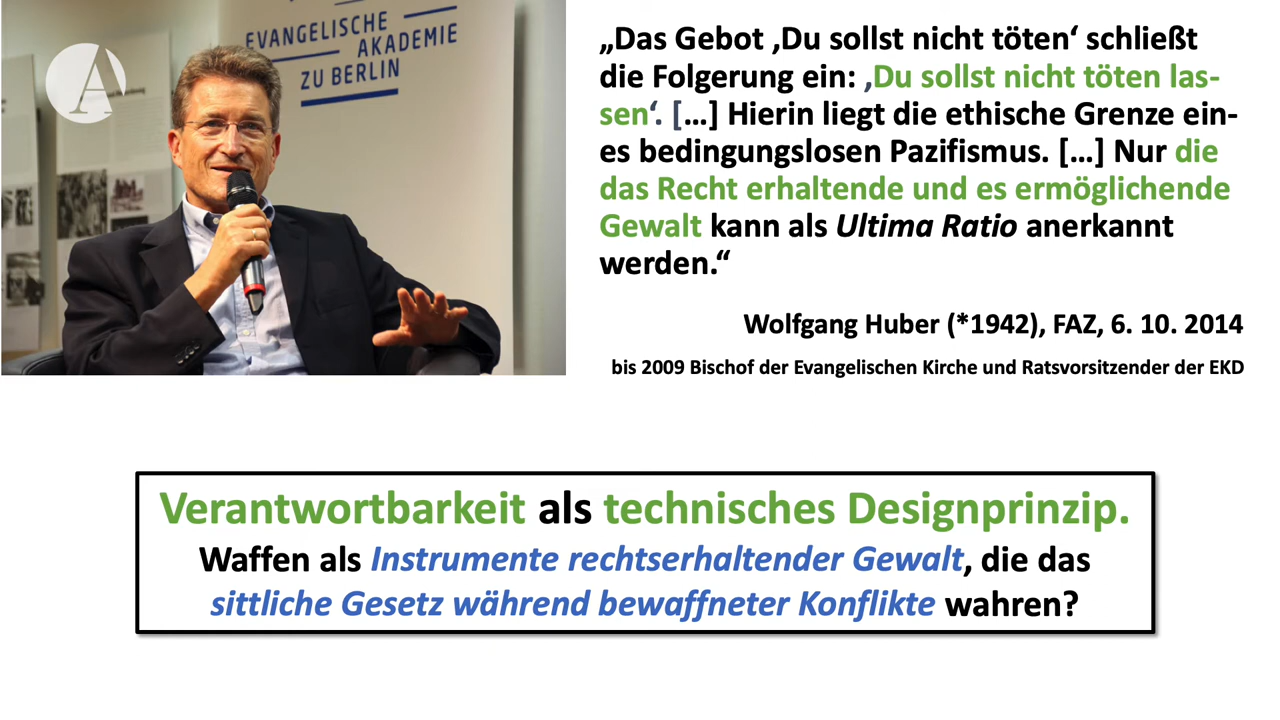 EVANGELISCHE
AKADEMIE
ZU BERLIN
A
„Das Gebot ‚Du sollst nicht töten‘ schließt
die Folgerung ein: ‚Du sollst nicht töten las-
sen‘. […] Hierin liegt die ethische Grenze ein-
es bedingungslosen Pazifismus. […] Nur die
das Recht erhaltende und es ermöglichende
Gewalt kann als Ultima Ratio anerkannt
werden.“
Wolfgang Huber (*1942), FAZ, 6. 10. 2014
bis 2009 Bischof der Evangelischen Kirche und Ratsvorsitzender der EKD
Verantwortbarkeit als technisches Designprinzip.
Waffen als Instrumente rechtserhaltender Gewalt, die das
sittliche Gesetz während bewaffneter Konflikte wahren?